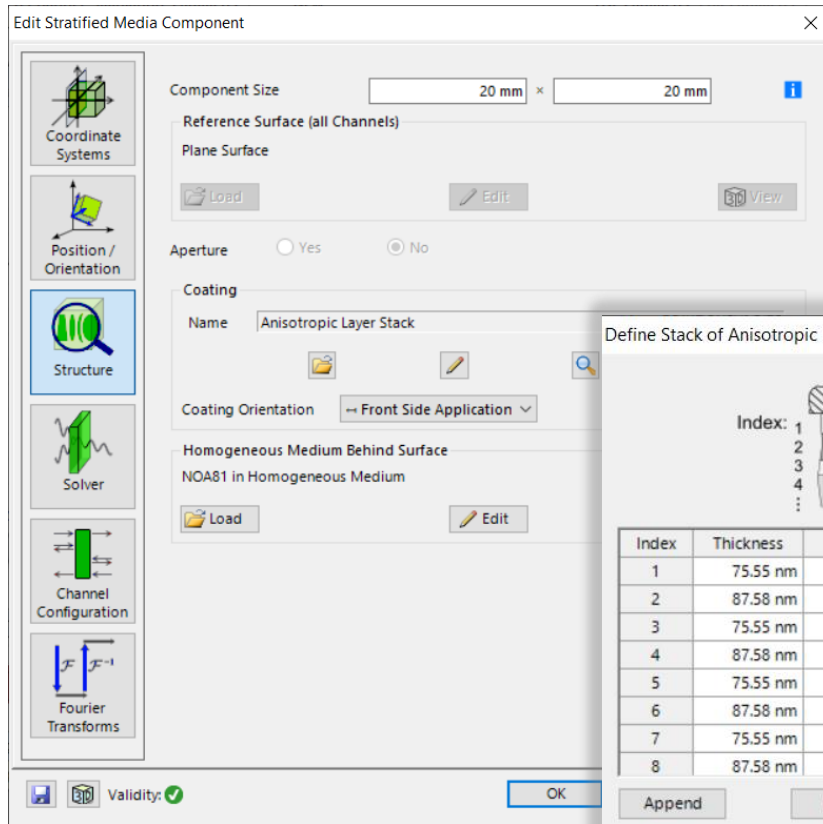 Edit Stratified Media Component
Coordinate
Systems
Position /
Orientation
Structure
Solver
Channel
Configuration
Fourier
Transforms
Component Size 20 mm × 20 mm
Reference Surface (all Channels)
Plane Surface
Load Edit 3D View
Aperture Yes No
Coating
Name Anisotropic Layer Stack
Coating Orientation Front Side Application
Homogeneous Medium Behind Surface
NOA81 in Homogeneous Medium
Load Edit
3D Validity: OK
Define Stack of Anisotropic
Index: 1
2
3
4
⋮
Index Thickness
1 75.55 nm
2 87.58 nm
3 75.55 nm
4 87.58 nm
5 75.55 nm
6 87.58 nm
7 75.55 nm
8 87.58 nm
Append